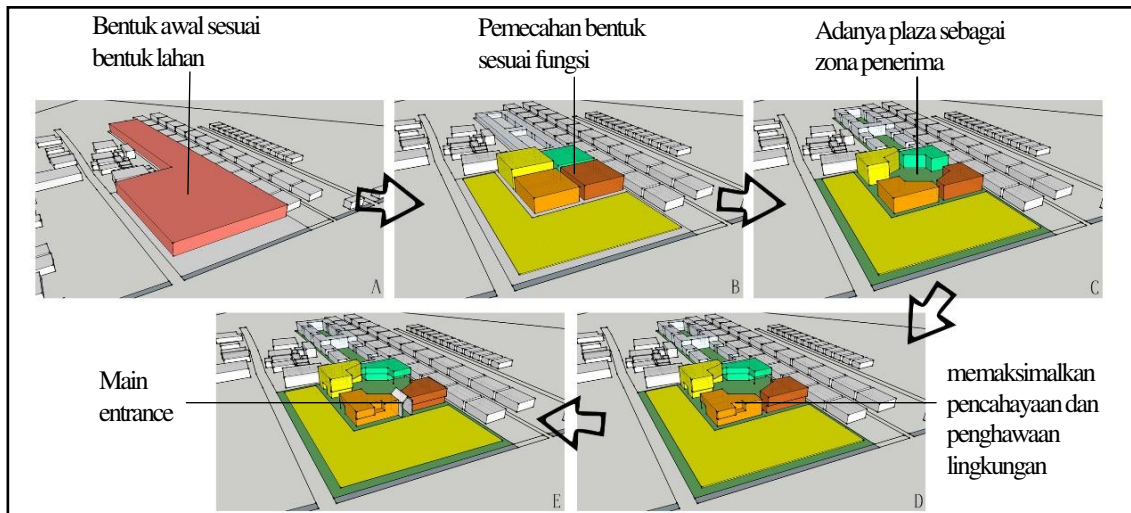 Bentuk awal sesuai
bentuk lahan
Pemecahan bentuk
sesuai fungsi
Adanya plaza sebagai
zona penerima
A
B
C
Main
entrance
E
D
memaksimalkan
pencahayaan dan
penghawaan
lingkungan